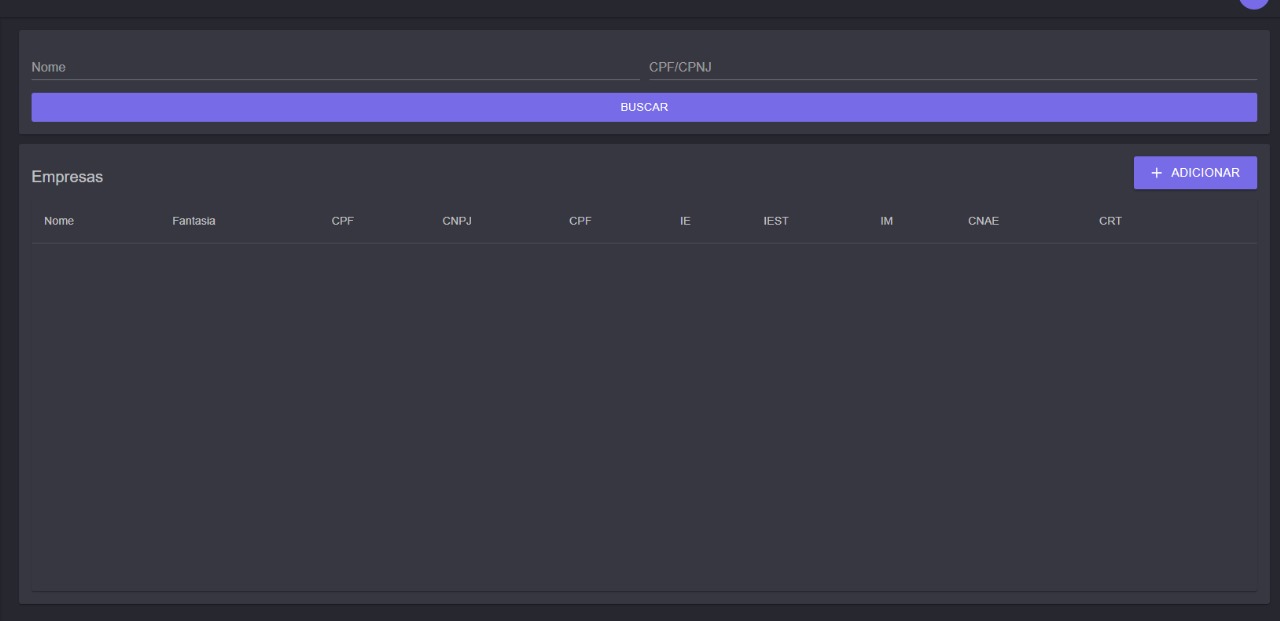 Nome CPF/CPNJ
BUSCAR
Empresas + ADICIONAR
Nome Fantasia CPF CNPJ CPF IE IEST IM CNAE CRT